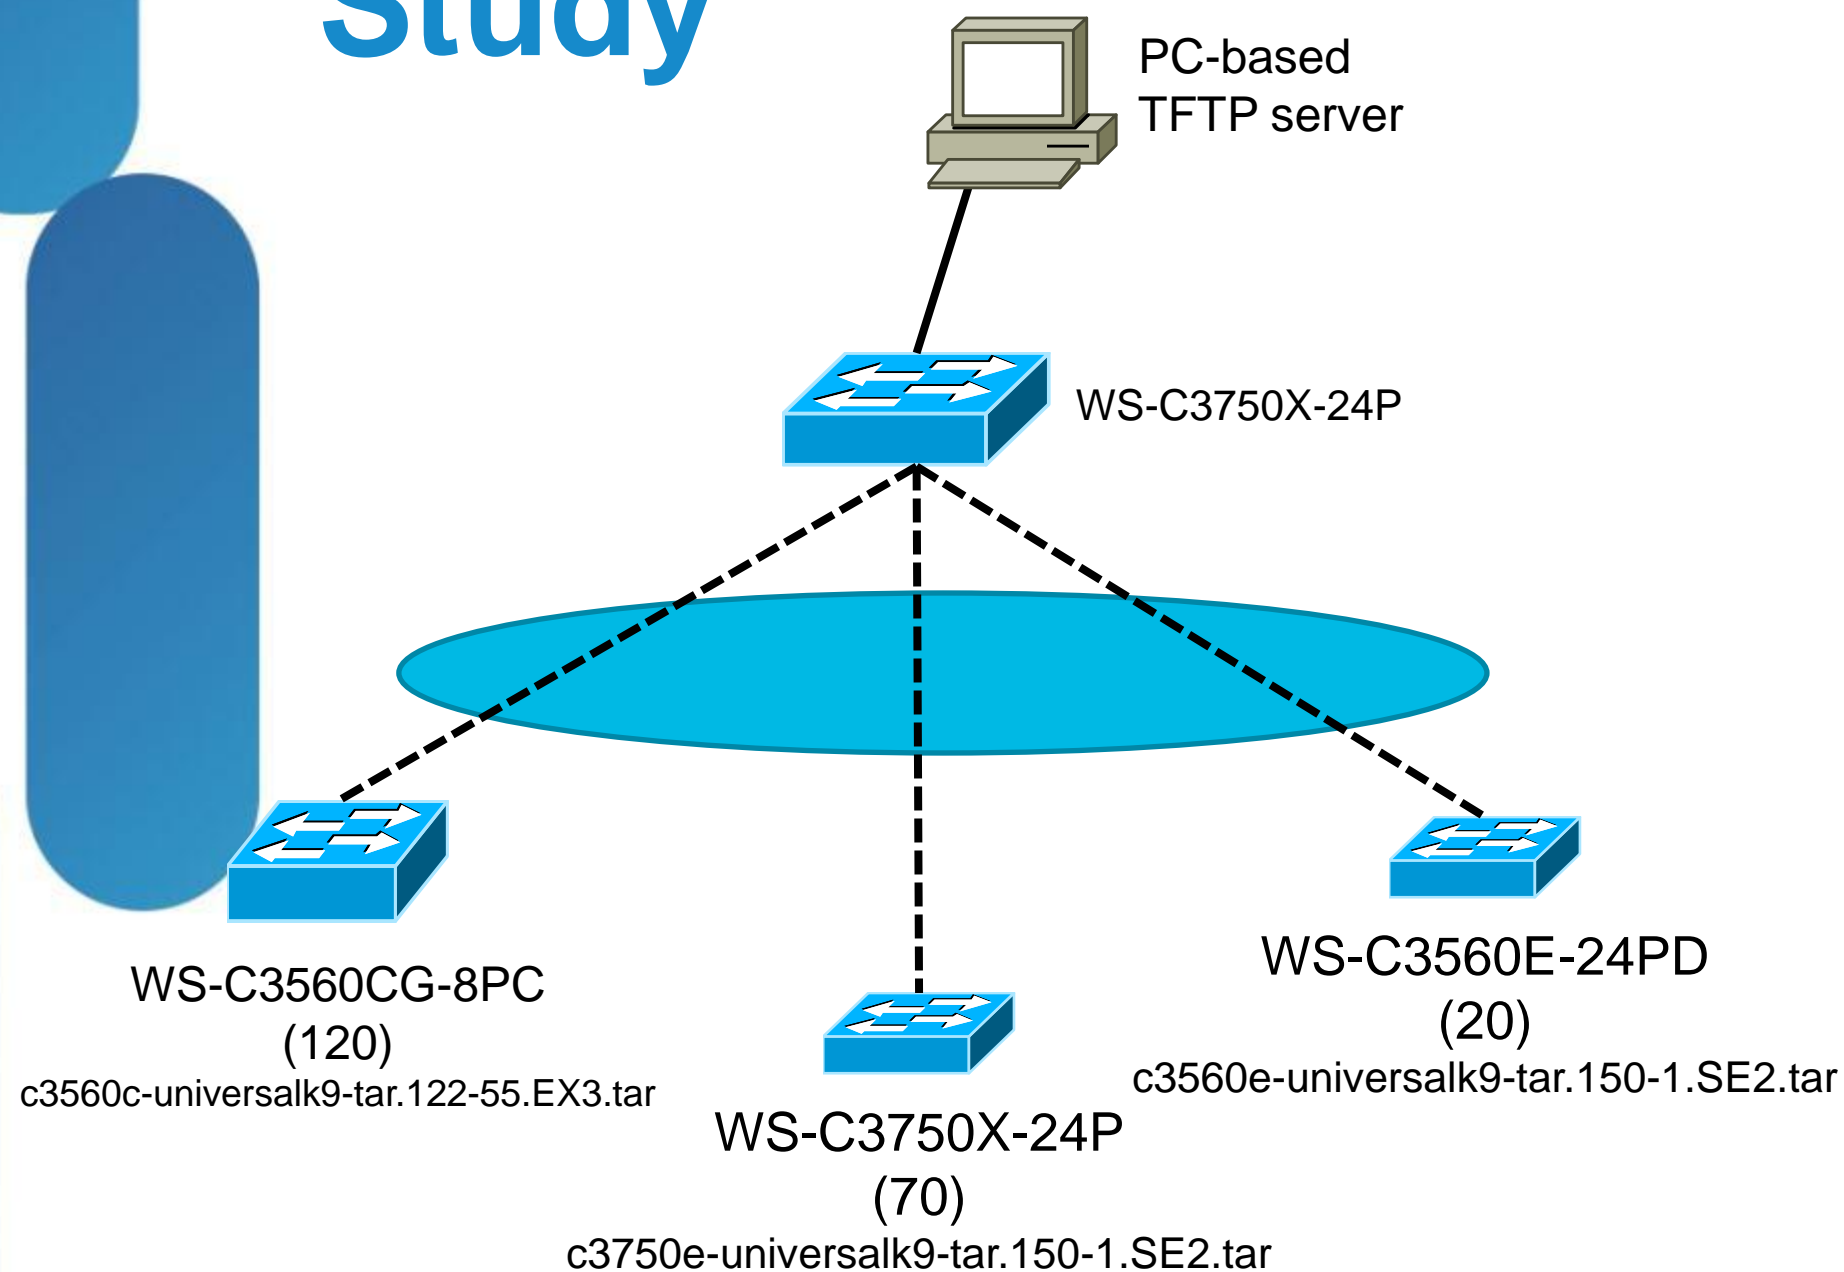 Study
PC-based
TFTP server
WS-C3750X-24P
WS-C3560CG-8PC
(120)
c3560c-universalk9-tar.122-55.EX3.tar
WS-C3750X-24P
(70)
c3750e-universalk9-tar.150-1.SE2.tar
WS-C3560E-24PD
(20)
c3560e-universalk9-tar.150-1.SE2.tar